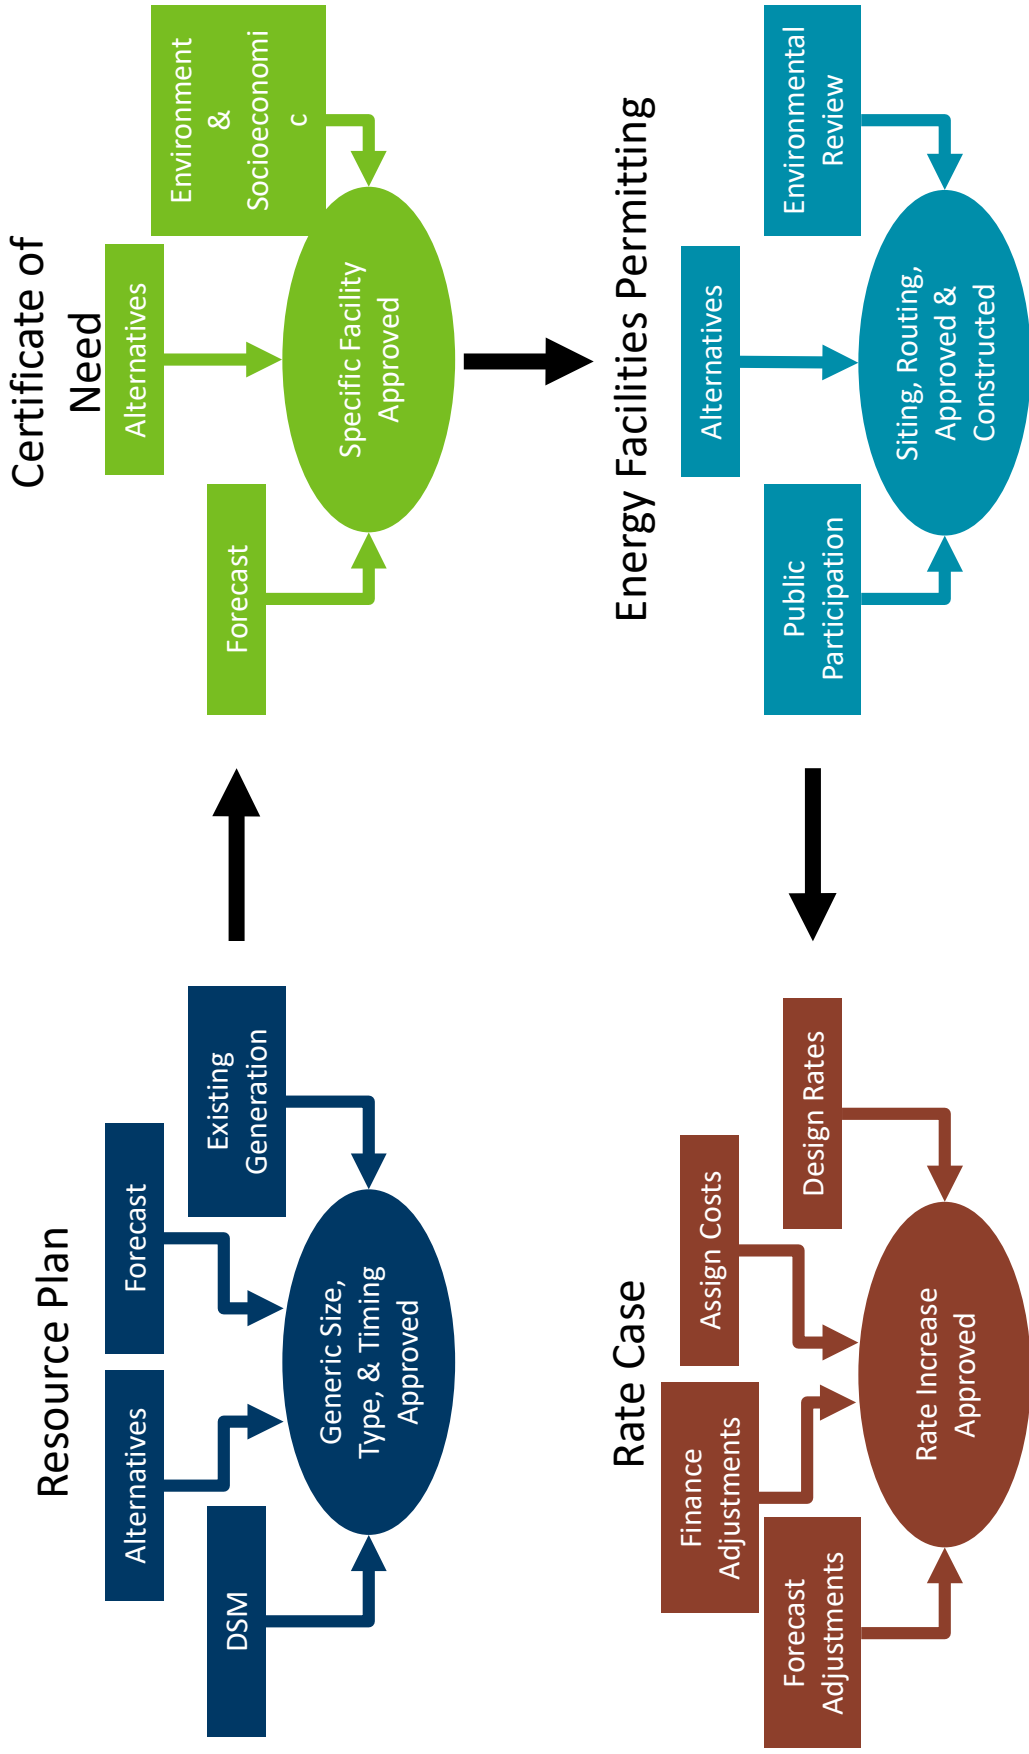 Resource Plan
DSM
Alternatives
Forecast
Existing
Generation
Generic Size,
Type, & Timing
Approved
Certificate of
Need
Forecast
Alternatives
Environment
&
Socioeconomi
c
Specific Facility
Approved
Rate Case
Forecast
Adjustments
Finance
Adjustments
Assign Costs
Design Rates
Rate Increase
Approved
Energy Facilities Permitting
Public
Participation
Alternatives
Environmental
Review
Siting, Routing,
Approved &
Constructed